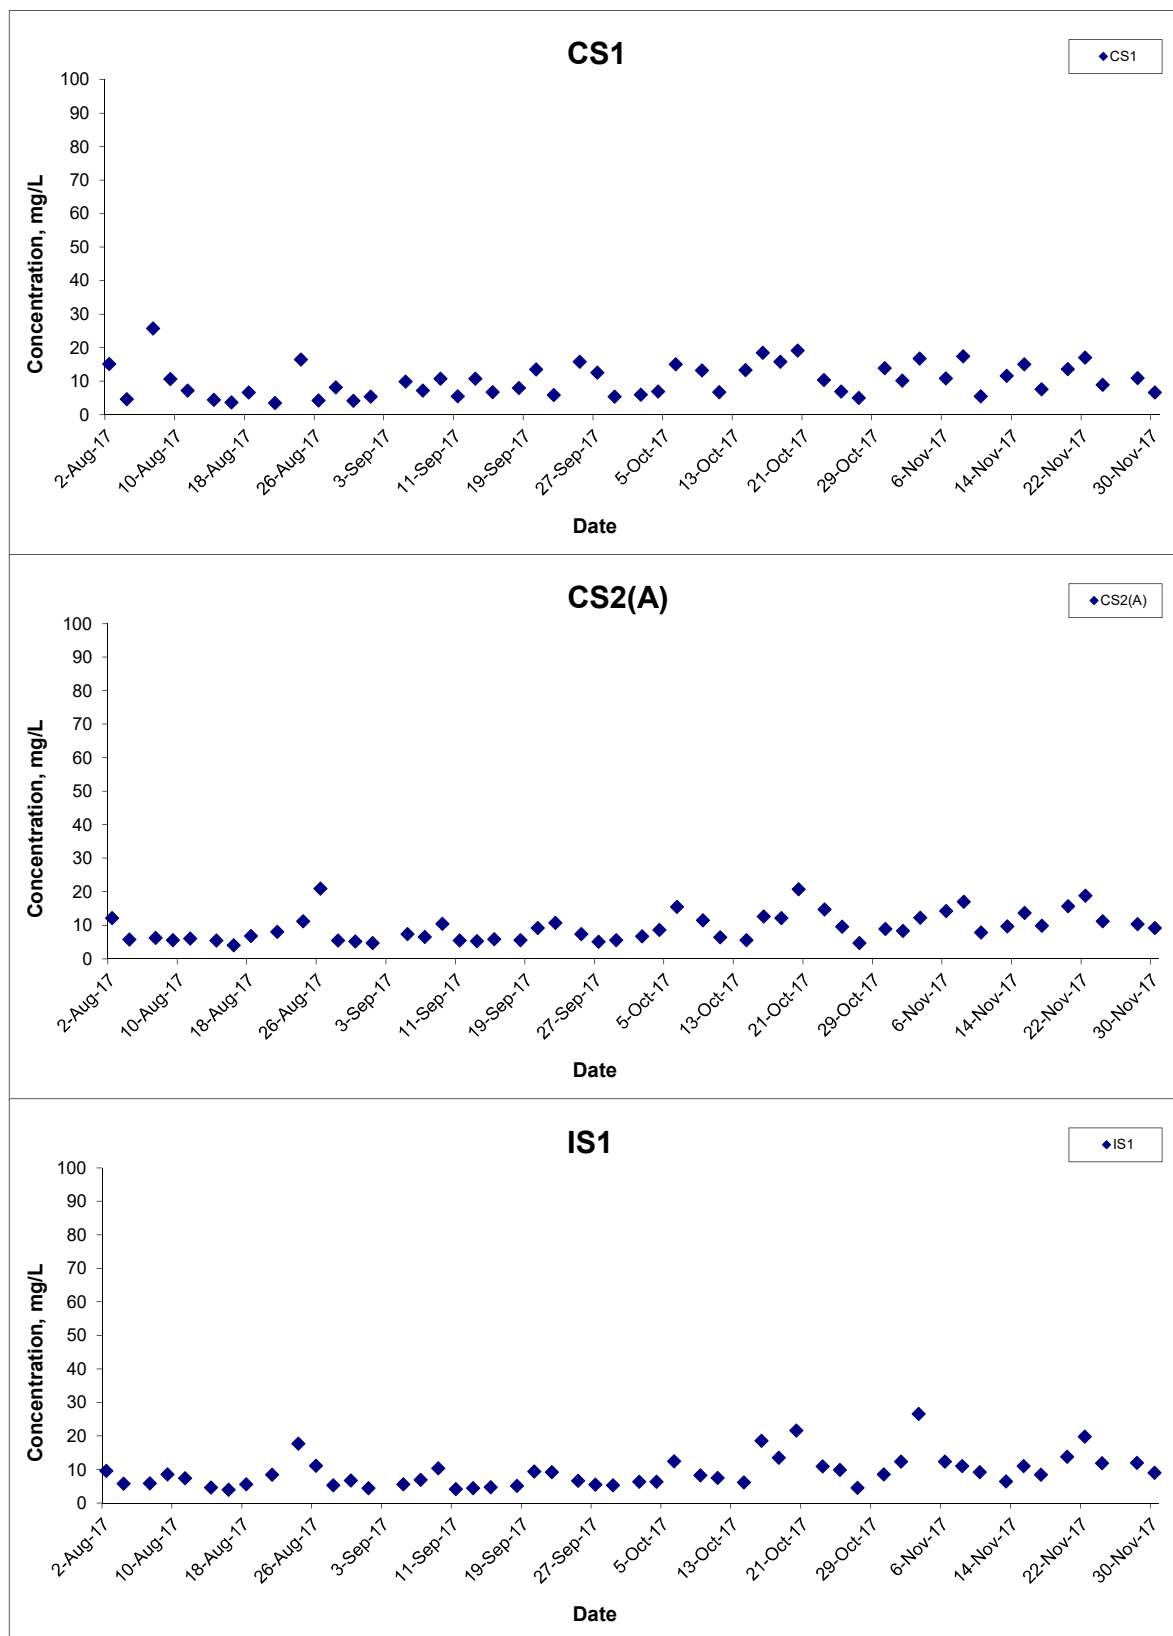 CS1
CS1
100
90
80
70
60
50
40
30
20
10
0
Concentration, mg/L
2-Aug-17
10-Aug-17
18-Aug-17
26-Aug-17
3-Sep-17
11-Sep-17
19-Sep-17
27-Sep-17
5-Oct-17
13-Oct-17
21-Oct-17
29-Oct-17
6-Nov-17
14-Nov-17
22-Nov-17
30-Nov-17
Date
CS2(A)
CS2(A)
100
90
80
70
60
50
40
30
20
10
0
Concentration, mg/L
2-Aug-17
10-Aug-17
18-Aug-17
26-Aug-17
3-Sep-17
11-Sep-17
19-Sep-17
27-Sep-17
5-Oct-17
13-Oct-17
21-Oct-17
29-Oct-17
6-Nov-17
14-Nov-17
22-Nov-17
30-Nov-17
Date
IS1
IS1
100
90
80
70
60
50
40
30
20
10
0
Concentration, mg/L
2-Aug-17
10-Aug-17
18-Aug-17
26-Aug-17
3-Sep-17
11-Sep-17
19-Sep-17
27-Sep-17
5-Oct-17
13-Oct-17
21-Oct-17
29-Oct-17
6-Nov-17
14-Nov-17
22-Nov-17
30-Nov-17
Date